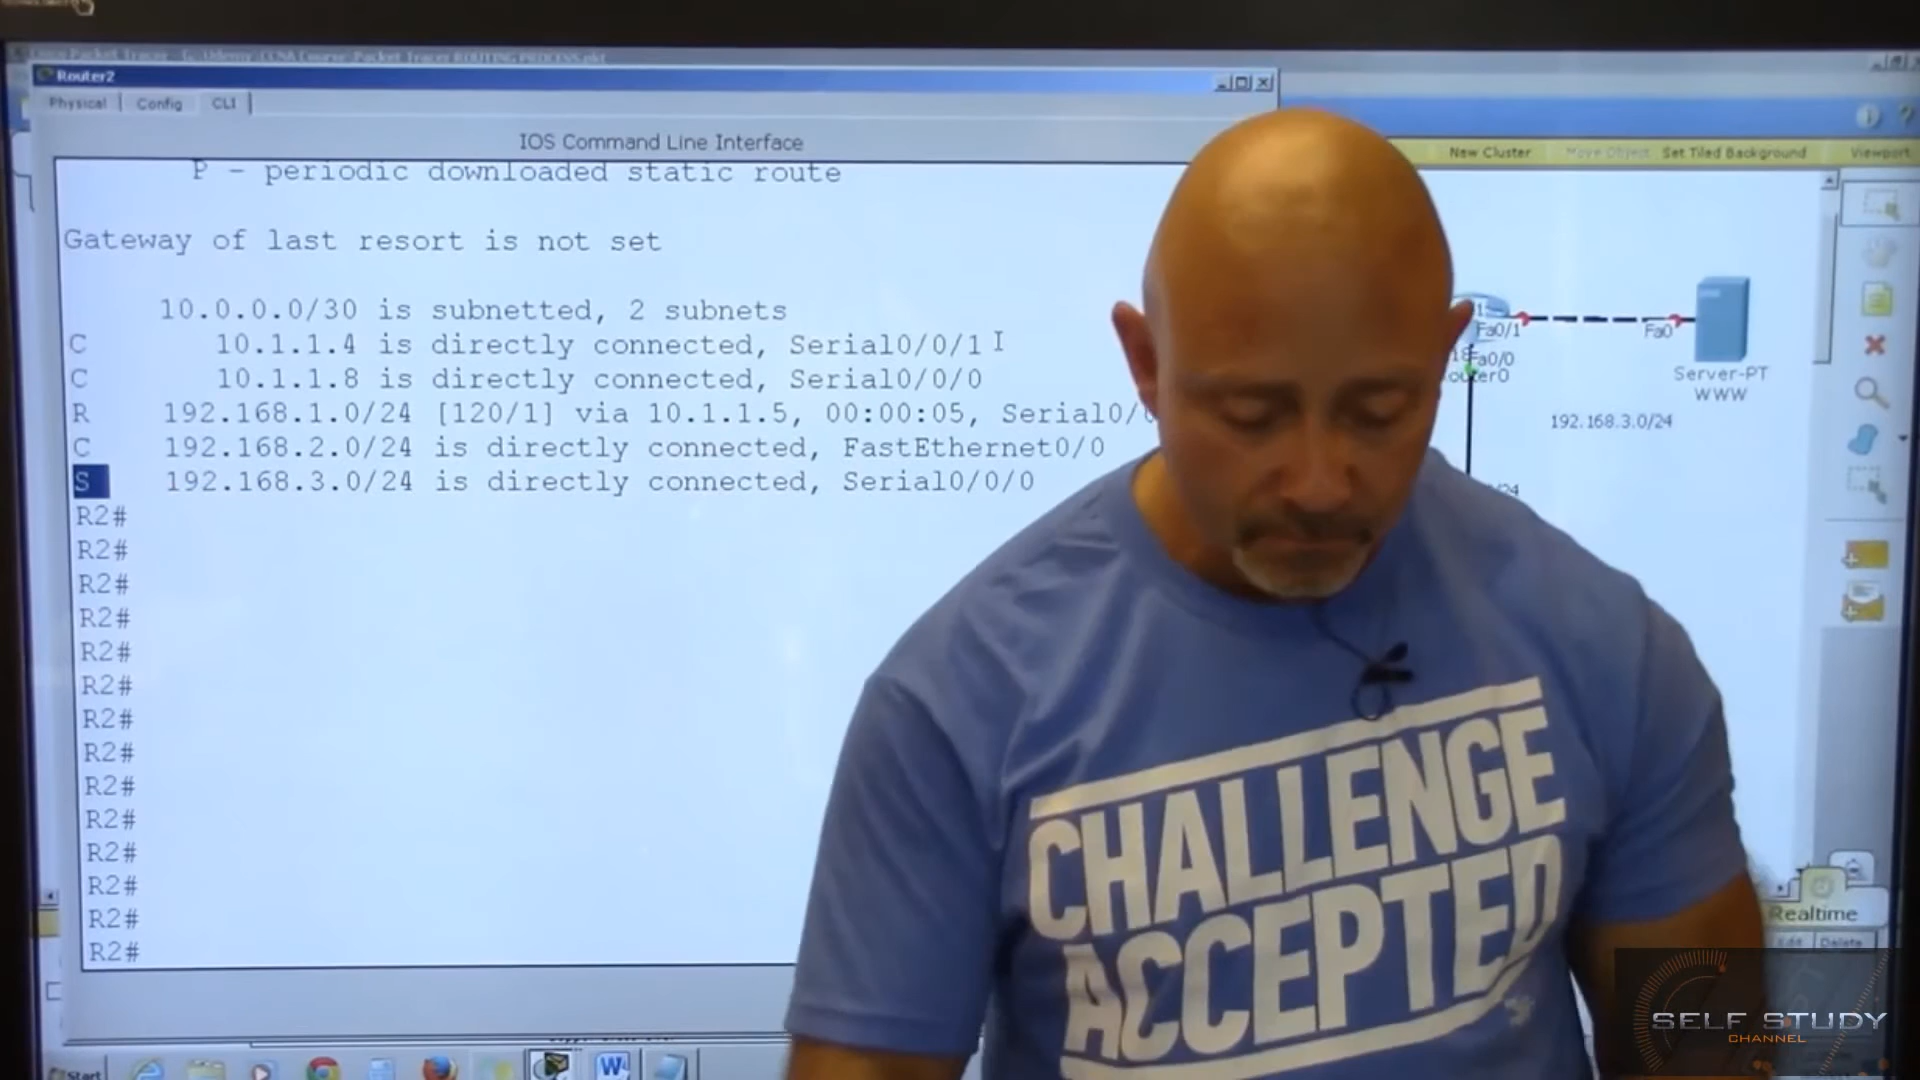 Router2
Physical
Config
CLI
IOS Command Line Interface
New Cluster
Move Object
Set Tiled Background
Viewport
P - periodic downloaded static route
Gateway of last resort is not set
10.0.0.0/30 is subnetted, 2 subnets
C 10.1.1.4 is directly connected, Serial0/0/1
C 10.1.1.8 is directly connected, Serial0/0/0
R 192.168.1.0/24 [120/1] via 10.1.1.5, 00:00:05, Serial0/
C 192.168.2.0/24 is directly connected, FastEthernet0/0
S 192.168.3.0/24 is directly connected, Serial0/0/0
R2#
R2#
R2#
R2#
R2#
R2#
R2#
R2#
R2#
R2#
R2#
R2#
R2#
R2#
Fa0/1
Fa0
Fa0/0
Server-PT
WWW
192.168.3.0/24
CHALLENGE
ACCEPTED
Realtime
Edit
Delete
SELF STUDY
CHANNEL
Start